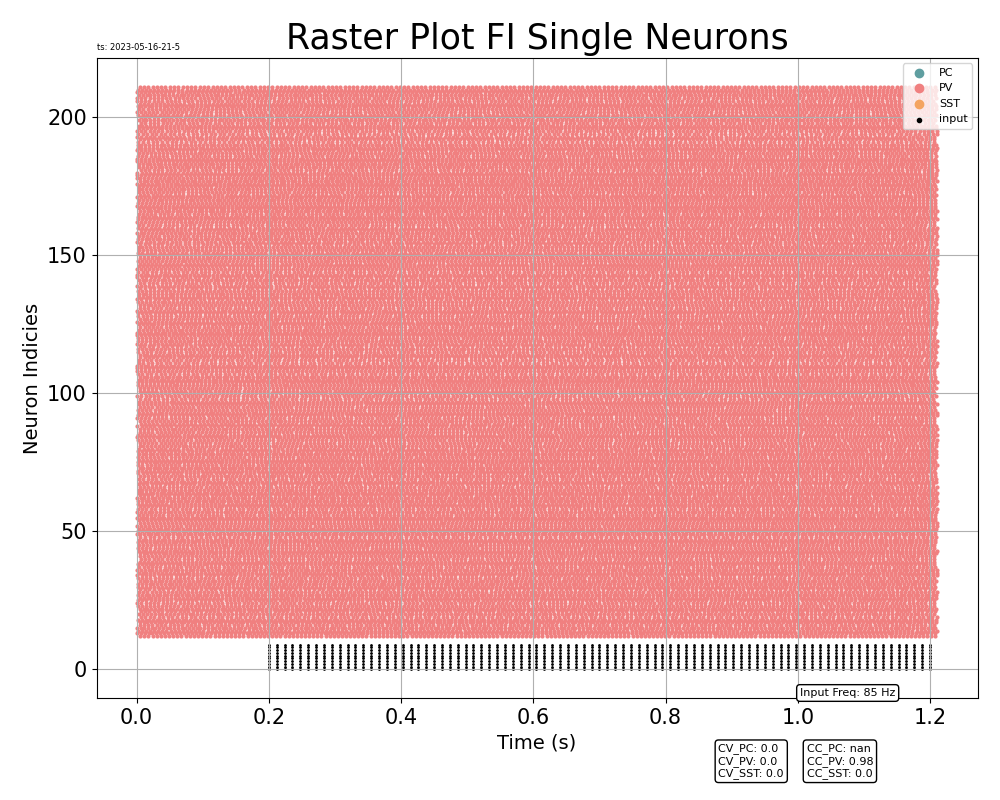 Raster Plot FI Single Neurons
ts: 2023-05-16-21-5
PC
PV
SST
input
200
150
100
50
0
Neuron Indicies
0.0 0.2 0.4 0.6 0.8 1.0 1.2
Time (s)
Input Freq: 85 Hz
CV_PC: 0.0
CV_PV: 0.0
CV_SST: 0.0
CC_PC: nan
CC_PV: 0.98
CC_SST: 0.0